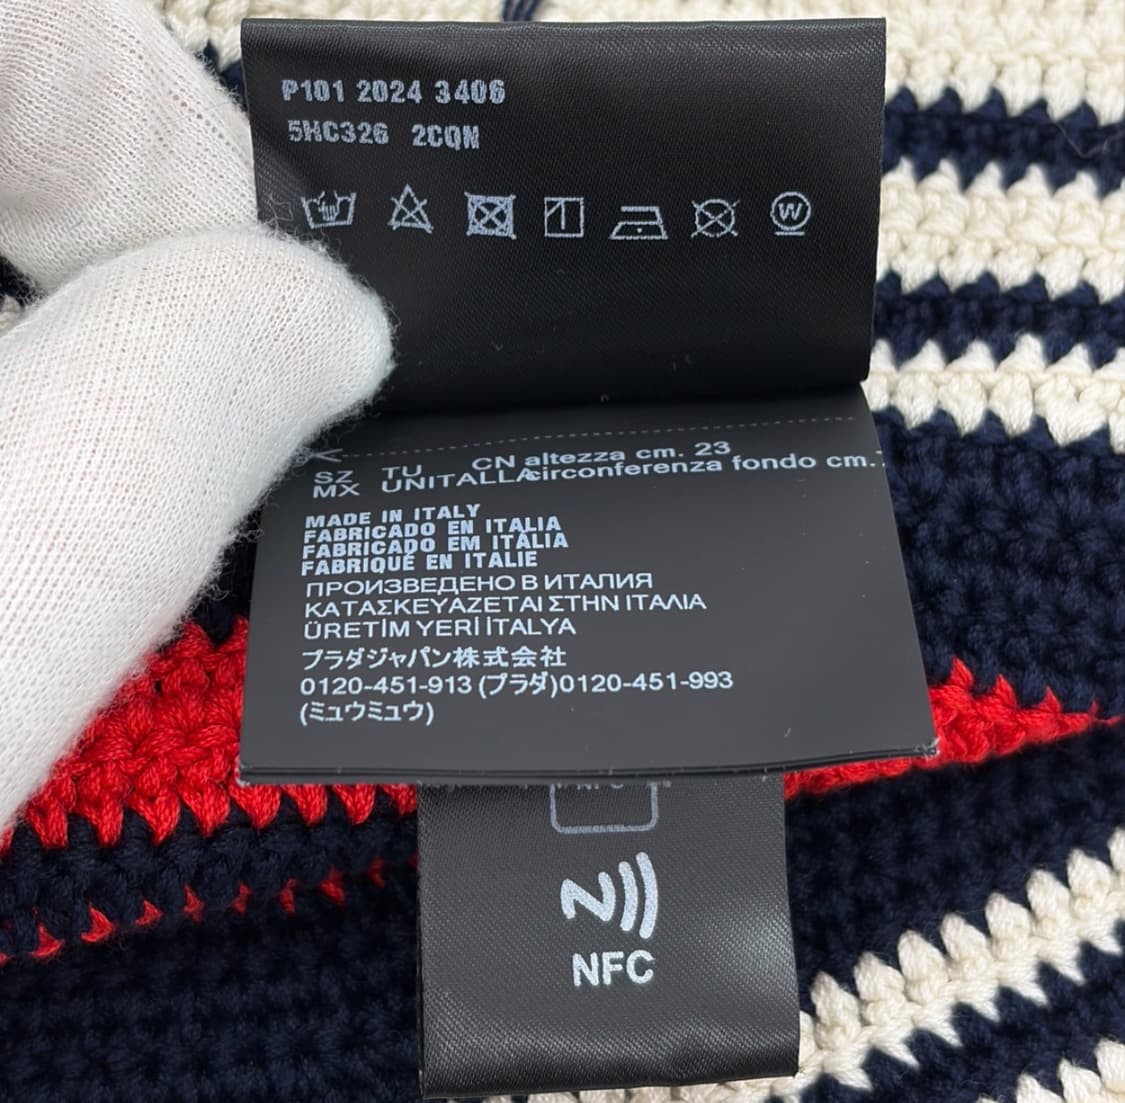 P101 2024 3406
5HC326 2CQN
W
SZ TU CN altezza cm. 23
MX UNITALLA circonferenza fondo cm.
MADE IN ITALY
FABRICADO EN ITALIA
FABRICADO EM ITÁLIA
FABRIQUÉ EN ITALIE
ПРОИЗВЕДЕНО В ИТАЛИЯ
ΚΑΤΑΣΚΕΥΑΖΕΤΑΙ ΣΤΗΝ ΙΤΑΛΙΑ
ÜRETİM YERİ İTALYA
プラダジャパン株式会社
0120-451-913 (プラダ)0120-451-993
(ミュウミュウ)
NFC